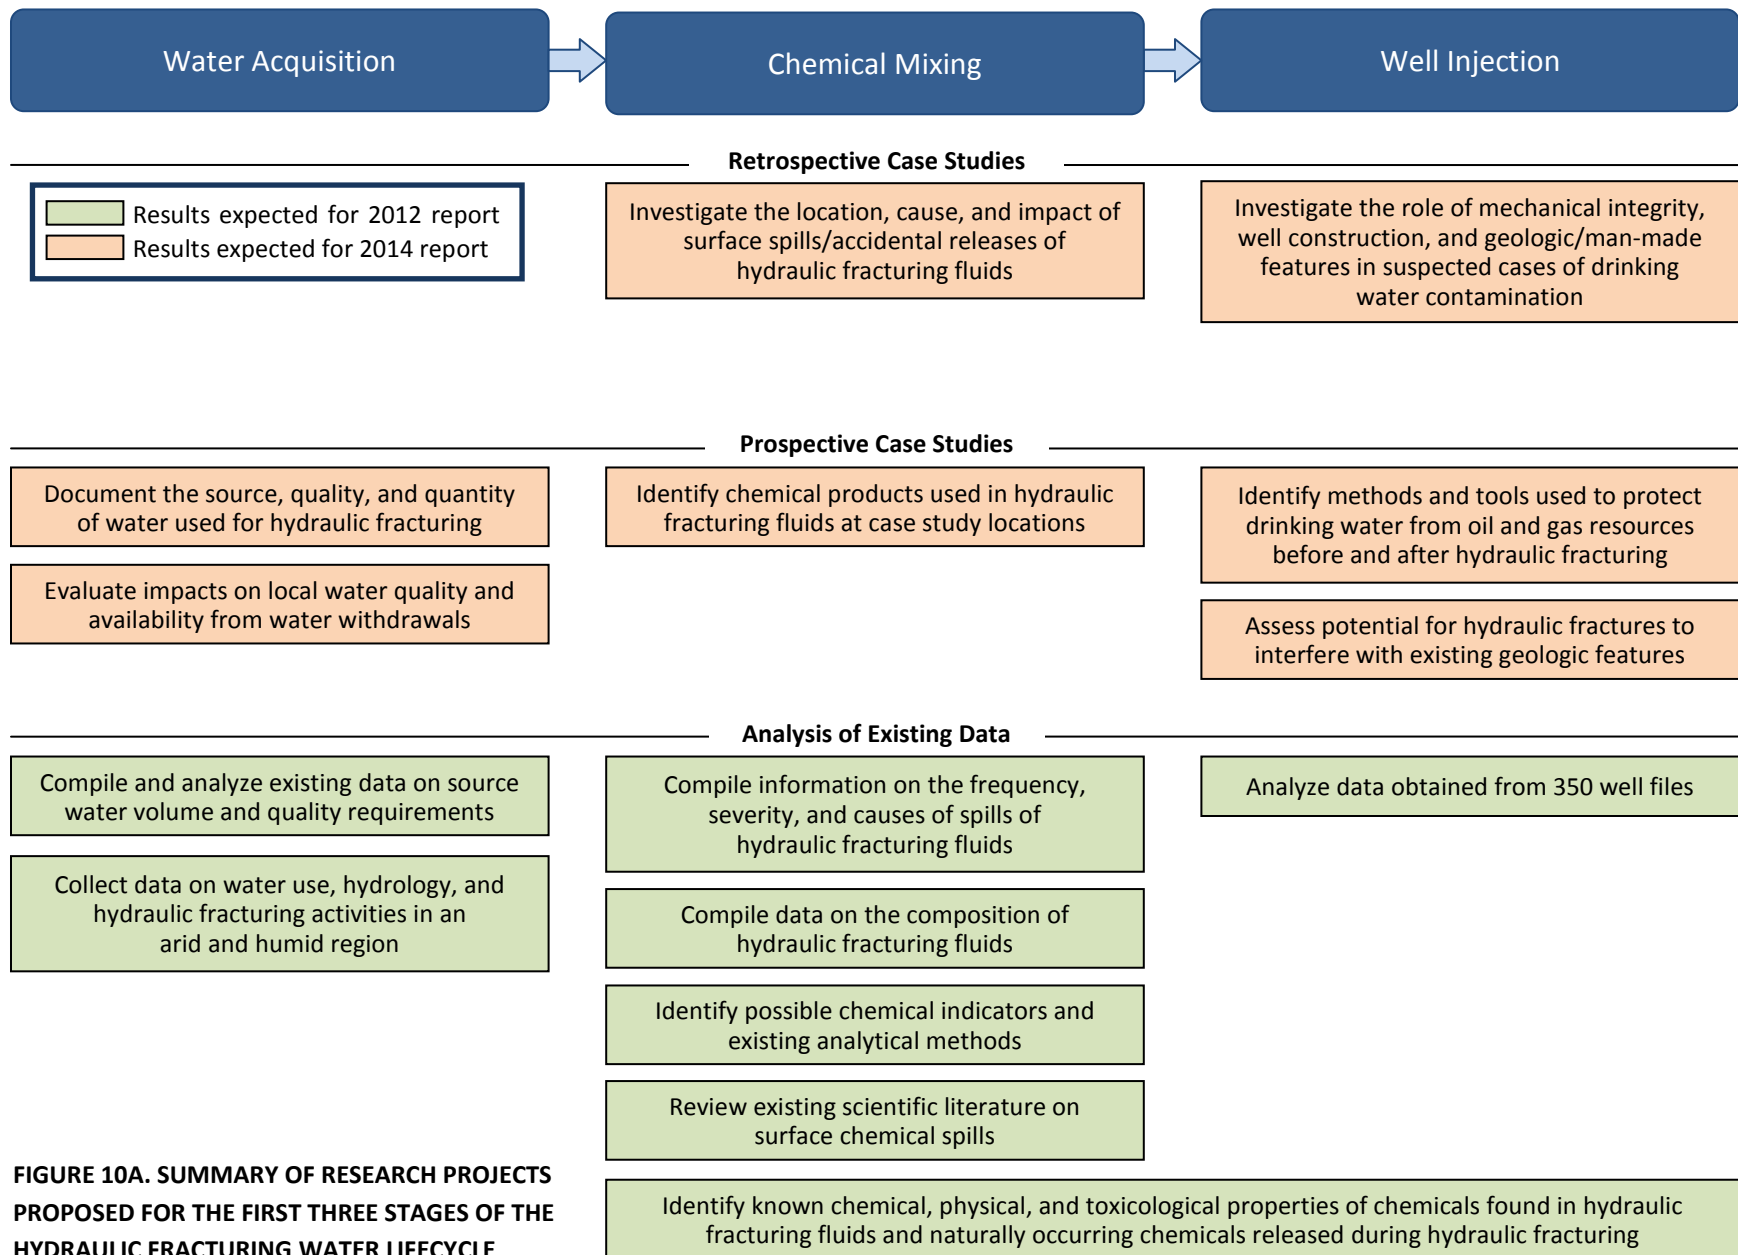 Water Acquisition
Chemical Mixing
Well Injection
Retrospective Case Studies
Results expected for 2012 report
Results expected for 2014 report
Investigate the location, cause, and impact of
surface spills/accidental releases of
hydraulic fracturing fluids
Investigate the role of mechanical integrity,
well construction, and geologic/man-made
features in suspected cases of drinking
water contamination
Prospective Case Studies
Document the source, quality, and quantity
of water used for hydraulic fracturing
Evaluate impacts on local water quality and
availability from water withdrawals
Identify chemical products used in hydraulic
fracturing fluids at case study locations
Identify methods and tools used to protect
drinking water from oil and gas resources
before and after hydraulic fracturing
Assess potential for hydraulic fractures to
interfere with existing geologic features
Analysis of Existing Data
Compile and analyze existing data on source
water volume and quality requirements
Collect data on water use, hydrology, and
hydraulic fracturing activities in an
arid and humid region
Compile information on the frequency,
severity, and causes of spills of
hydraulic fracturing fluids
Compile data on the composition of
hydraulic fracturing fluids
Identify possible chemical indicators and
existing analytical methods
Review existing scientific literature on
surface chemical spills
Analyze data obtained from 350 well files
Identify known chemical, physical, and toxicological properties of chemicals found in hydraulic
fracturing fluids and naturally occurring chemicals released during hydraulic fracturing
FIGURE 10A. SUMMARY OF RESEARCH PROJECTS
PROPOSED FOR THE FIRST THREE STAGES OF THE
HYDRAULIC FRACTURING WATER LIFECYCLE